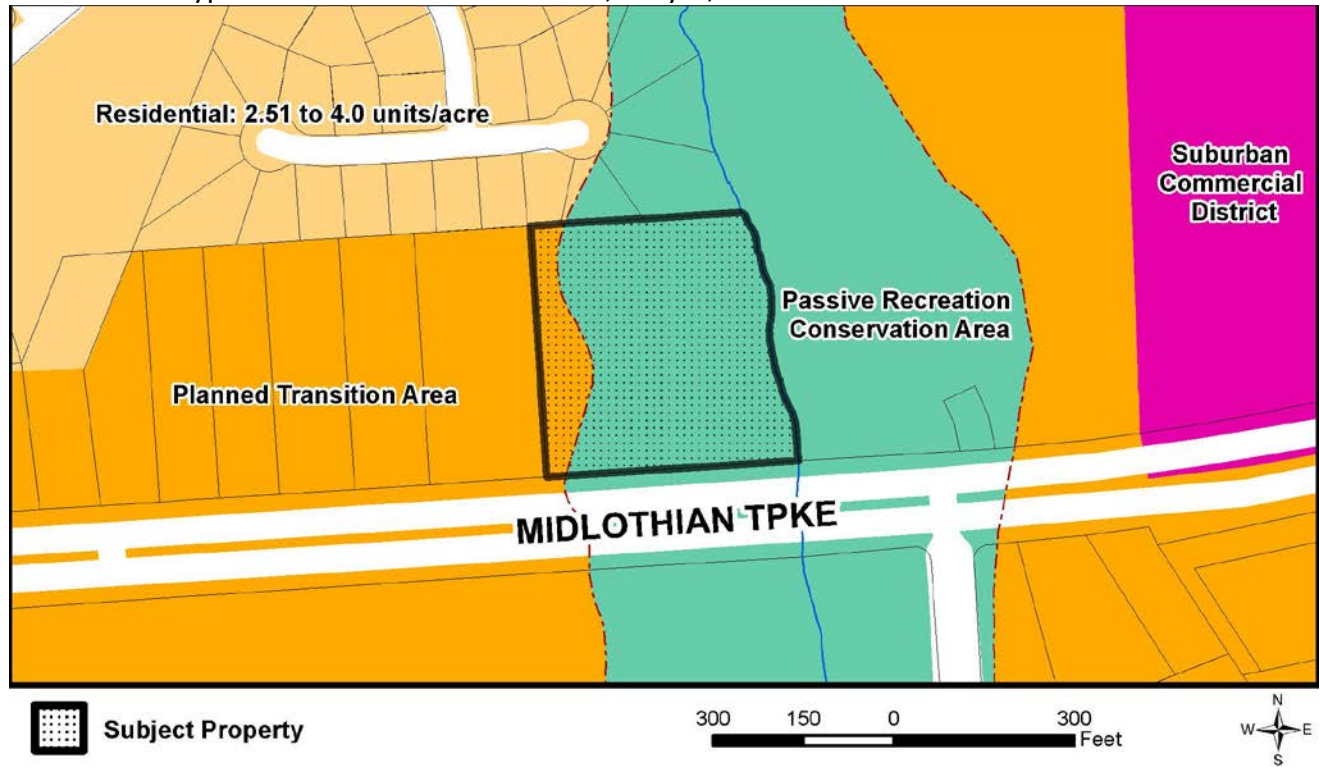 Residential: 2.51 to 4.0 units/acre
Suburban
Commercial
District
Passive Recreation
Conservation Area
Planned Transition Area
MIDLOTHIAN TPKE
Subject Property
300 150 0 300
Feet
N
W E
S